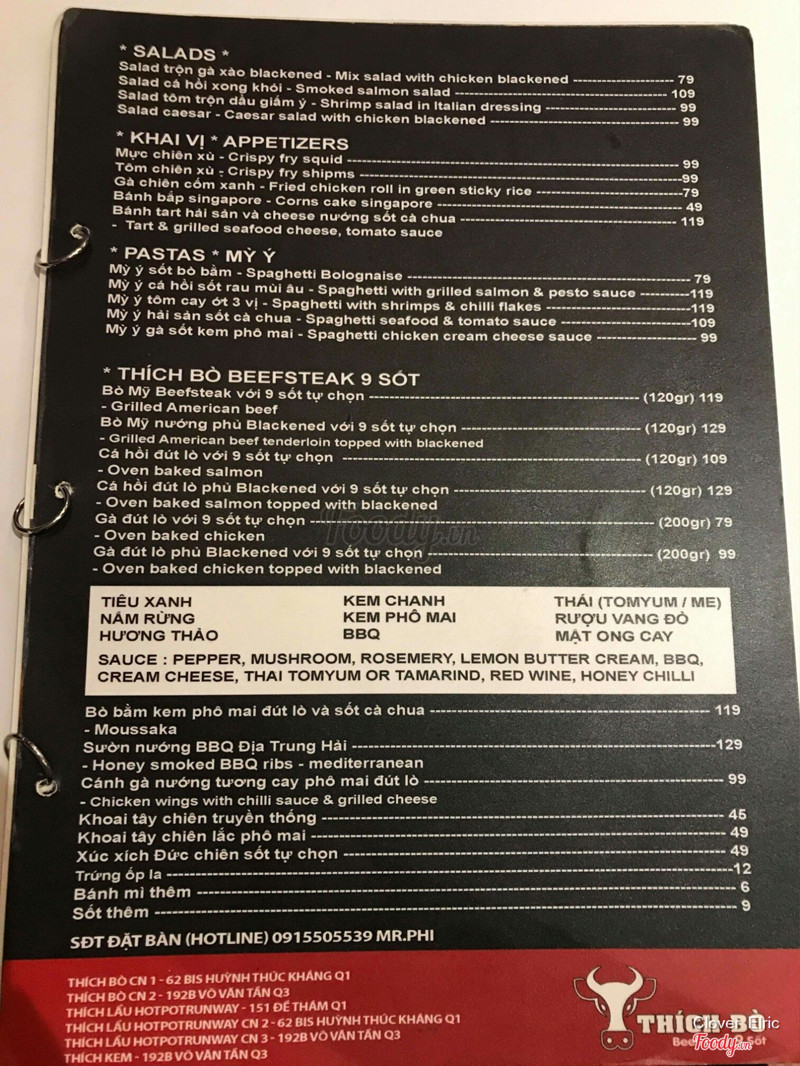 * SALADS *
Salad trộn gà xào blackened - Mix salad with chicken blackened ---------------------- 79
Salad cá hồi xong khói - Smoked salmon salad ---------------------- 109
Salad tôm trộn dầu giấm ý - Shrimp salad in Italian dressing ---------------------- 99
Salad caesar - Caesar salad with chicken blackened ---------------------- 99
* KHAI VỊ * APPETIZERS
Mực chiên xù - Crispy fry squid ---------------------- 99
Tôm chiên xù - Crispy fry shipms ---------------------- 99
Gà chiên cốm xanh - Fried chicken roll in green sticky rice ---------------------- 79
Bánh bắp singapore - Corns cake singapore ---------------------- 49
Bánh tart hải sản và cheese nướng sốt cà chua ---------------------- 119
- Tart & grilled seafood cheese, tomato sauce
* PASTAS * MỲ Ý
Mỳ ý sốt bò bằm - Spaghetti Bolognaise ---------------------- 79
Mỳ ý cá hồi sốt rau mùi âu - Spaghetti with grilled salmon & pesto sauce ---------- 119
Mỳ ý tôm cay ớt 3 vị - Spaghetti with shrimps & chilli flakes ---------------------- 119
Mỳ ý hải sản sốt cà chua - Spaghetti seafood & tomato sauce ---------------------- 109
Mỳ ý gà sốt kem phô mai - Spaghetti chicken cream cheese sauce ---------------------- 99
* THÍCH BÒ BEEFSTEAK 9 SỐT
Bò Mỹ Beefsteak với 9 sốt tự chọn ---------------------- (120gr) 119
- Grilled American beef
Bò Mỹ nướng phủ Blackened với 9 sốt tự chọn ---------------------- (120gr) 129
- Grilled American beef tenderloin topped with blackened
Cá hồi đút lò với 9 sốt tự chọn ---------------------- (120gr) 109
- Oven baked salmon
Cá hồi đút lò phủ Blackened với 9 sốt tự chọn ---------------------- (120gr) 129
- Oven baked salmon topped with blackened
Gà đút lò với 9 sốt tự chọn ---------------------- (200gr) 79
- Oven baked chicken
Gà đút lò phủ Blackened với 9 sốt tự chọn ---------------------- (200gr) 99
- Oven baked chicken topped with blackened
Foody.vn
TIÊU XANH KEM CHANH THÁI (TOMYUM / ME)
NẤM RỪNG KEM PHÔ MAI RƯỢU VANG ĐỎ
HƯƠNG THẢO BBQ MẬT ONG CAY
SAUCE : PEPPER, MUSHROOM, ROSEMERY, LEMON BUTTER CREAM, BBQ,
CREAM CHEESE, THAI TOMYUM OR TAMARIND, RED WINE, HONEY CHILLI
Bò bằm kem phô mai đút lò và sốt cà chua ---------------------- 119
- Moussaka
Sườn nướng BBQ Địa Trung Hải ---------------------- 129
- Honey smoked BBQ ribs - mediterranean
Cánh gà nướng tương cay phô mai đút lò ---------------------- 99
- Chicken wings with chilli sauce & grilled cheese
Khoai tây chiên truyền thống ---------------------- 45
Khoai tây chiên lắc phô mai ---------------------- 49
Xúc xích Đức chiên sốt tự chọn ---------------------- 49
Trứng ốp la ---------------------- 12
Bánh mì thêm ---------------------- 6
Sốt thêm ---------------------- 9
SĐT ĐẶT BÀN (HOTLINE) 0915505539 MR.PHI
THÍCH BÒ CN 1 - 62 BIS HUỲNH THÚC KHÁNG Q1
THÍCH BÒ CN 2 - 192B VÕ VĂN TẦN Q3
THÍCH LẨU HOTPOTRUNWAY - 151 ĐỀ THÁM Q1
THÍCH LẨU HOTPOTRUNWAY CN 2 - 62 BIS HUỲNH THÚC KHÁNG Q1
THÍCH LẨU HOTPOTRUNWAY CN 3 - 192B VÕ VĂN TẦN Q3
THÍCH KEM - 192B VÕ VĂN TẦN Q3
THÍCH BÒ
Clover Elric
Foody.vn